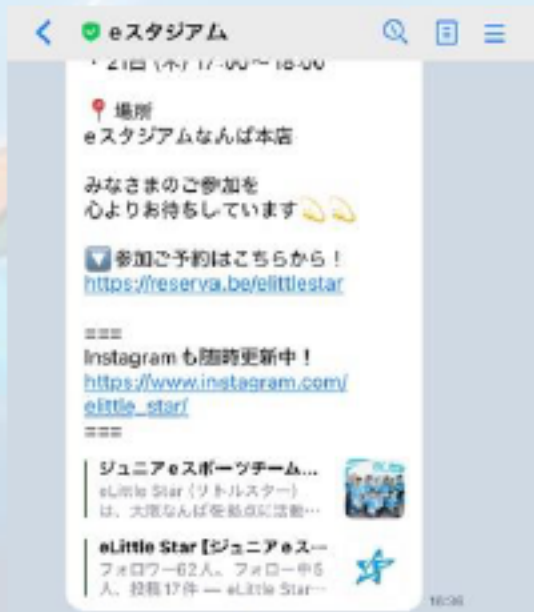 eスタジアム
・21日 (木) 17:00〜18:00
📍 場所
eスタジアムなんば本店
みなさまのご参加を
心よりお待ちしています💫💫
🔽参加ご予約はこちらから！
https://reserva.be/elittlestar
===
Instagramも随時更新中！
https://www.instagram.com/
elittle_star/
===
ジュニアeスポーツチーム...
eLittle Star (リトルスター)
は、大阪なんばを拠点に活動…
eLittle Star【ジュニアeスー
フォロワー62人、フォロー中5
人、投稿17件 — eLittle Star…
16:36